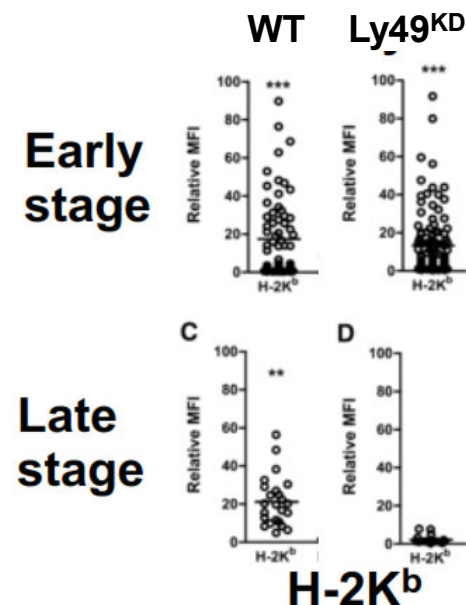 WT Ly49KD
Early stage
*** ***
100 100
80 80
60 60
40 40
20 20
0 0
Relative MFI Relative MFI
H-2Kb H-2Kb
Late stage
C D
**
100 100
80 80
60 60
40 40
20 20
0 0
Relative MFI Relative MFI
H-2Kb H-2Kb
H-2Kb